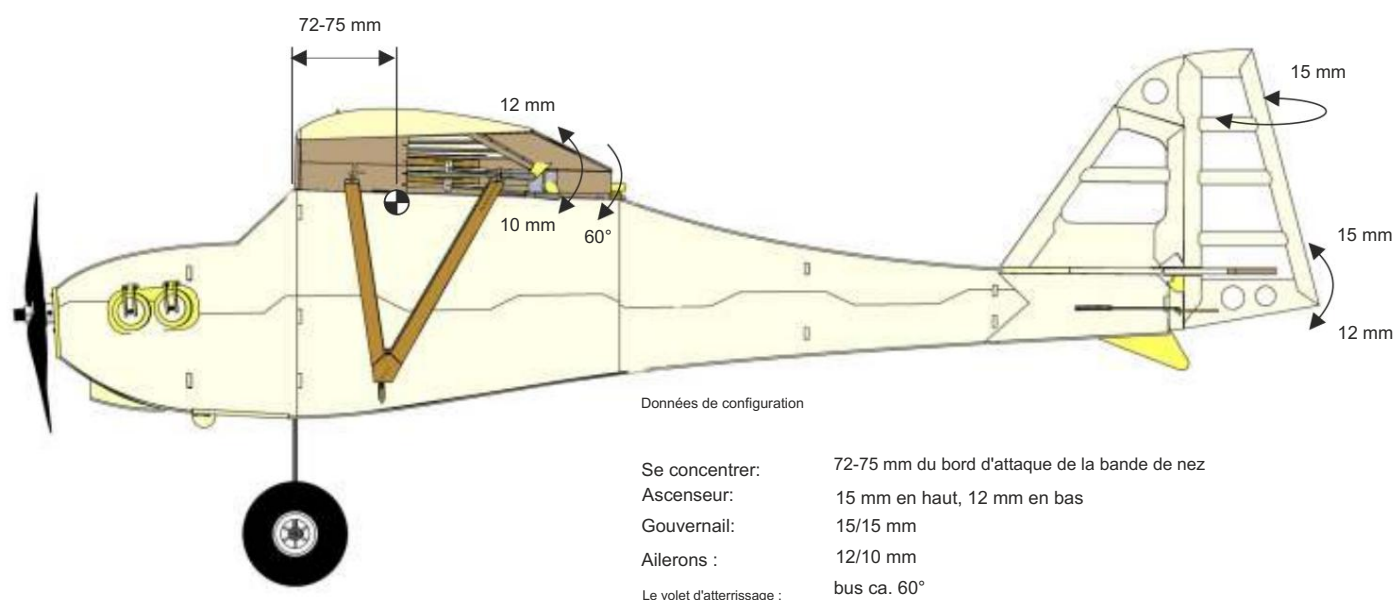 72-75 mm
15 mm
12 mm
10 mm
60°
15 mm
12 mm
Données de configuration
Se concentrer: 72-75 mm du bord d'attaque de la bande de nez
Ascenseur: 15 mm en haut, 12 mm en bas
Gouvernail: 15/15 mm
Ailerons : 12/10 mm
Le volet d'atterrissage : bus ca. 60°